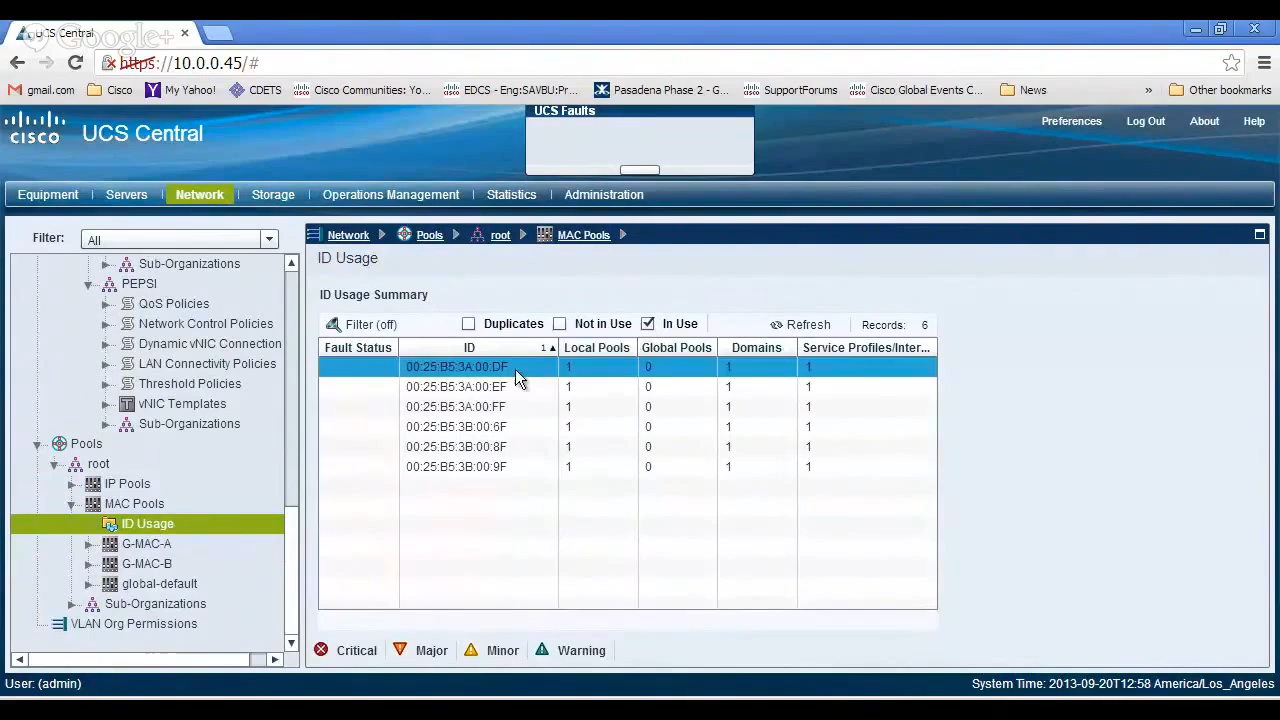 UCS Central
Google+
https://10.0.0.45/#
gmail.com Cisco My Yahoo! CDETS Cisco Communities: Yo... EDCS - Eng:SAVBU:Pr... Pasadena Phase 2 - G... SupportForums Cisco Global Events C... News » Other bookmarks
CISCO UCS Central
UCS Faults
Preferences Log Out About Help
Equipment Servers Network Storage Operations Management Statistics Administration
Filter: All
Sub-Organizations
PEPSI
QoS Policies
Network Control Policies
Dynamic vNIC Connection
LAN Connectivity Policies
Threshold Policies
vNIC Templates
Sub-Organizations
Pools
root
IP Pools
MAC Pools
ID Usage
G-MAC-A
G-MAC-B
global-default
Sub-Organizations
VLAN Org Permissions
Network Pools root MAC Pools
ID Usage
ID Usage Summary
Filter (off) Duplicates Not in Use In Use Refresh Records: 6
Fault Status ID 1 Local Pools Global Pools Domains Service Profiles/Inter...
00:25:B5:3A:00:DF 1 0 1 1
00:25:B5:3A:00:EF 1 0 1 1
00:25:B5:3A:00:FF 1 0 1 1
00:25:B5:3B:00:6F 1 0 1 1
00:25:B5:3B:00:8F 1 0 1 1
00:25:B5:3B:00:9F 1 0 1 1
Critical Major Minor Warning
User: (admin)
System Time: 2013-09-20T12:58 America/Los_Angeles